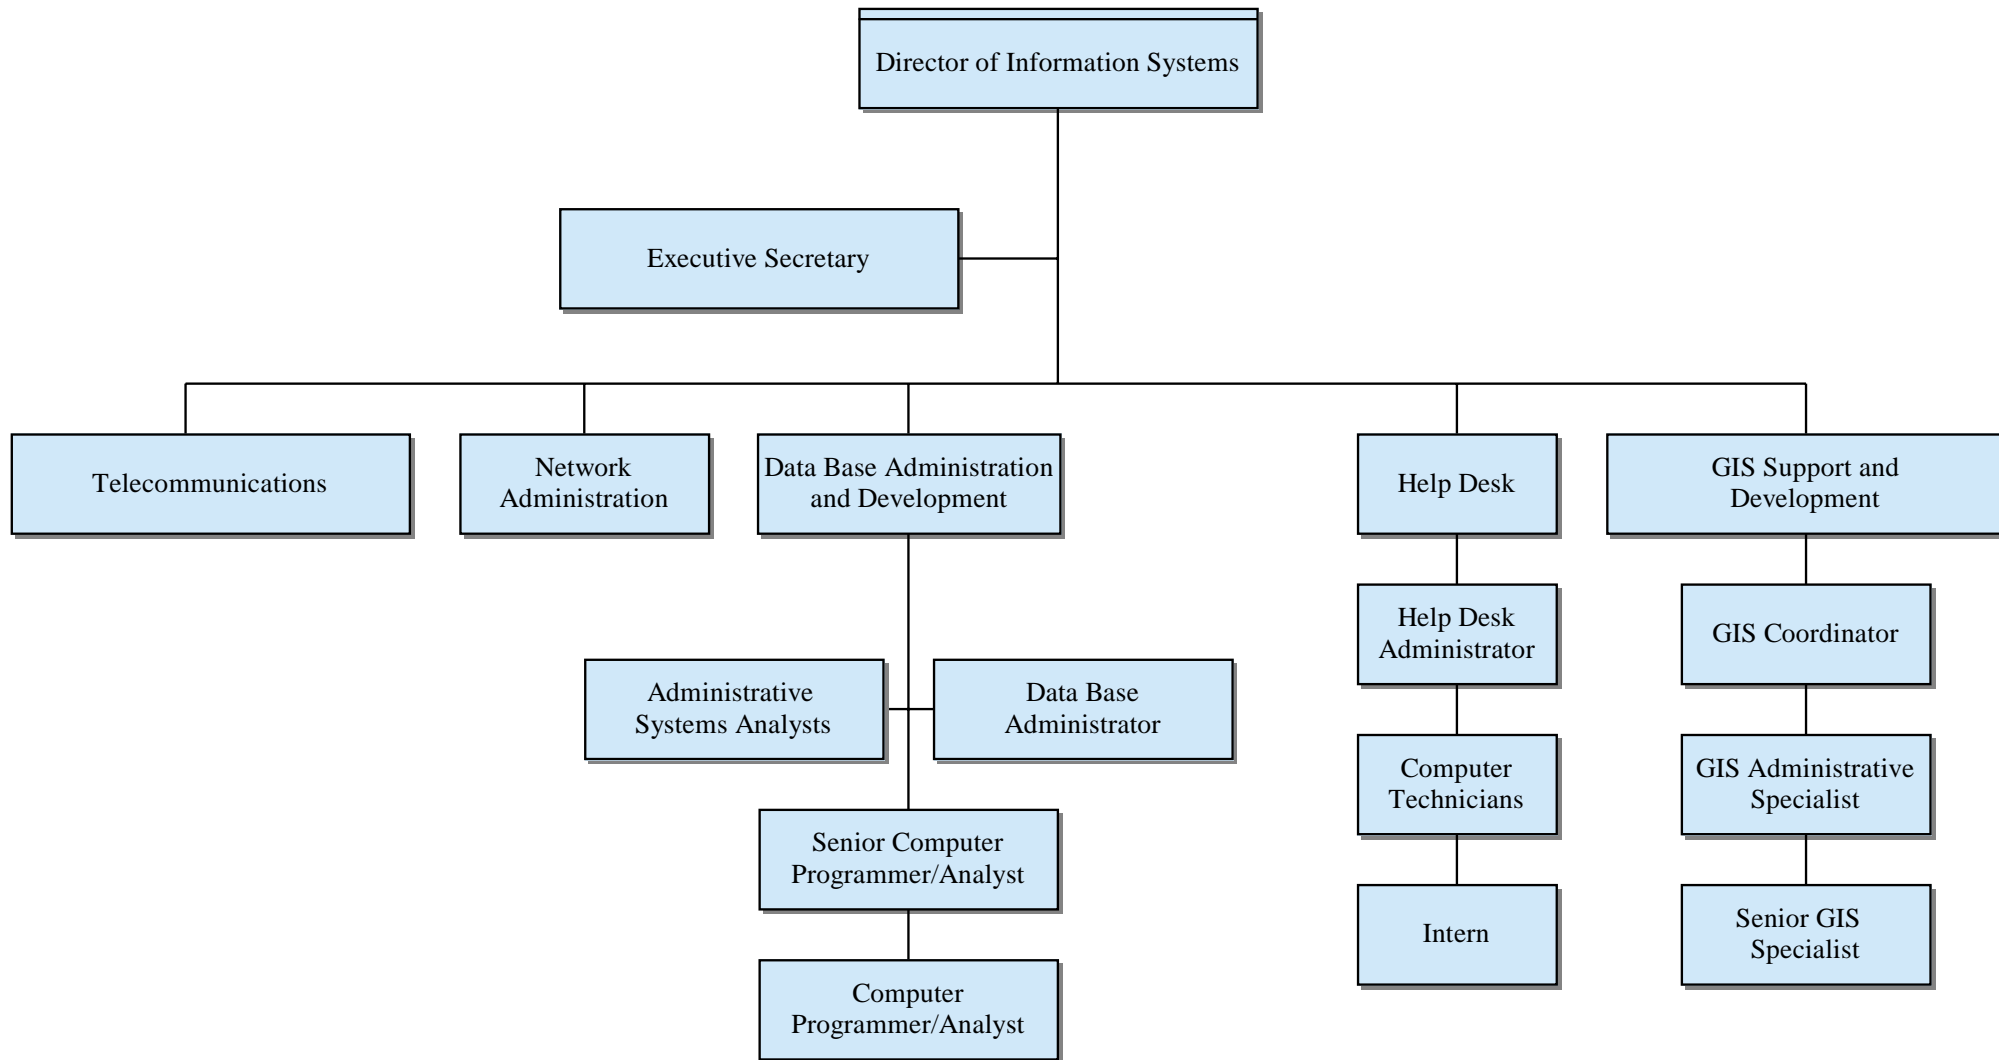 Director of Information Systems
Executive Secretary
Telecommunications
Network
Administration
Data Base Administration
and Development
Help Desk
GIS Support and
Development
Help Desk
Administrator
GIS Coordinator
Administrative
Systems Analysts
Data Base
Administrator
Computer
Technicians
GIS Administrative
Specialist
Senior Computer
Programmer/Analyst
Intern
Senior GIS
Specialist
Computer
Programmer/Analyst